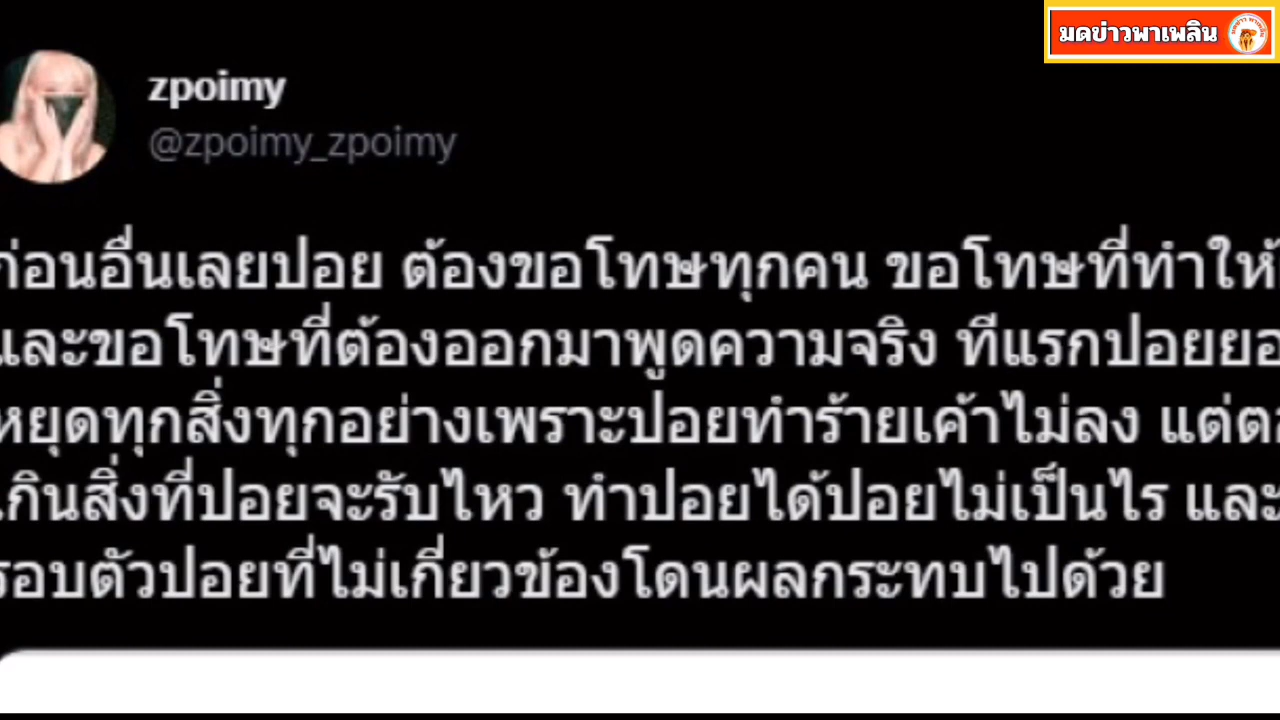 มดข่าวพาเพลิน
zpoimy
@zpoimy_zpoimy
ก่อนอื่นเลยปอย ต้องขอโทษทุกคน ขอโทษที่ทำให้
และขอโทษที่ต้องออกมาพูดความจริง ทีแรกปอยยอ
หยุดทุกสิ่งทุกอย่างเพราะปอยทำร้ายเค้าไม่ลง แต่ต
เกินสิ่งที่ปอยจะรับไหว ทำปอยได้ปอยไม่เป็นไร และ
รอบตัวปอยที่ไม่เกี่ยวข้องโดนผลกระทบไปด้วย